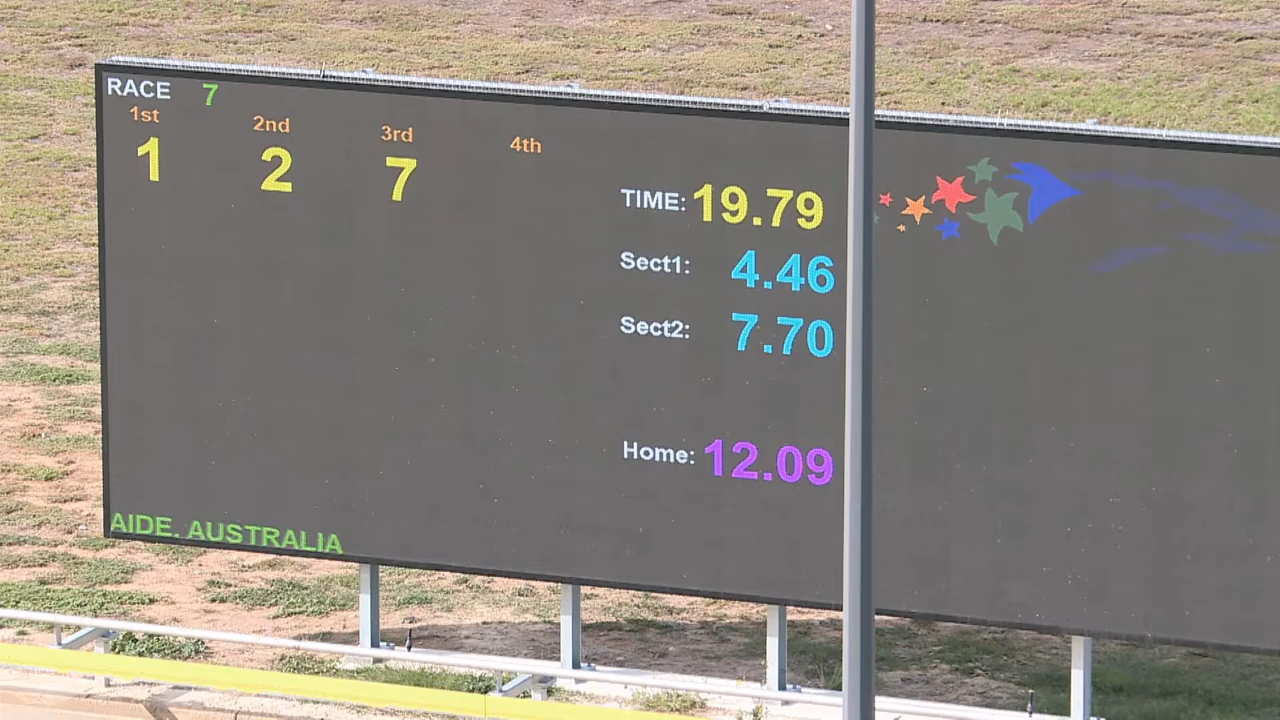 RACE 7
1st 2nd 3rd 4th
1 2 7
TIME: 19.79
Sect1: 4.46
Sect2: 7.70
Home: 12.09
AIDE. AUSTRALIA